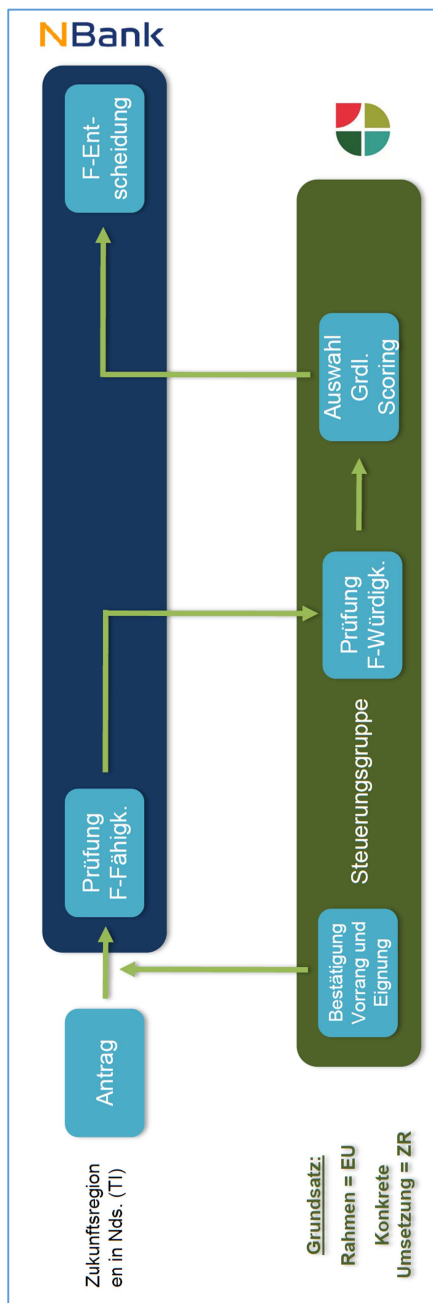 NBank
Zukunftsregion
en in Nds. (TI)
Antrag
Prüfung
F-Fähigk.
F-Ent-
scheidung
Grundsatz:
Rahmen = EU
Konkrete
Umsetzung = ZR
Bestätigung
Vorrang und
Eignung
Steuerungsgruppe
Prüfung
F-Würdigk.
Auswahl
Grdl.
Scoring